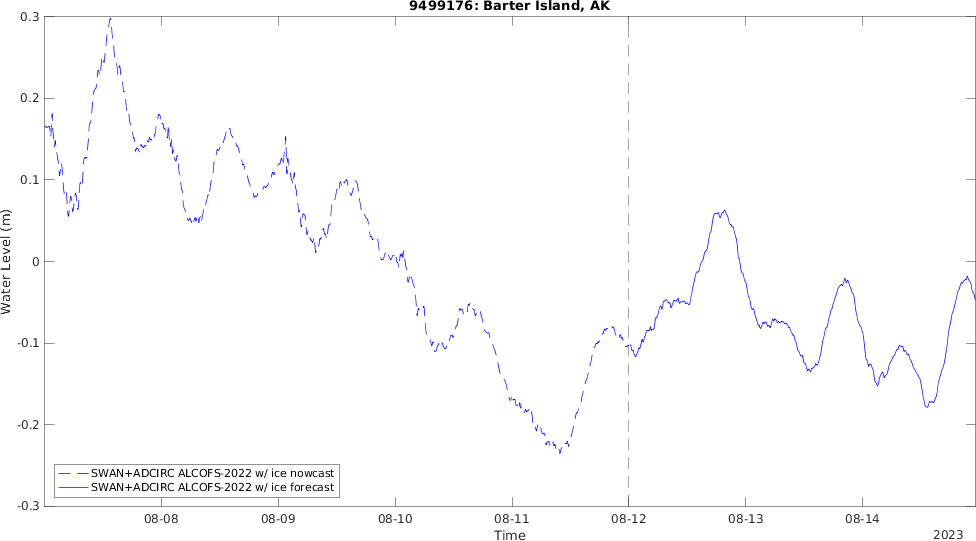 9499176: Barter Island, AK
0.3
0.2
0.1
0
-0.1
-0.2
-0.3
Water Level (m)
SWAN+ADCIRC ALCOFS-2022 w/ ice nowcast
SWAN+ADCIRC ALCOFS-2022 w/ ice forecast
08-08 08-09 08-10 08-11 08-12 08-13 08-14
Time
2023